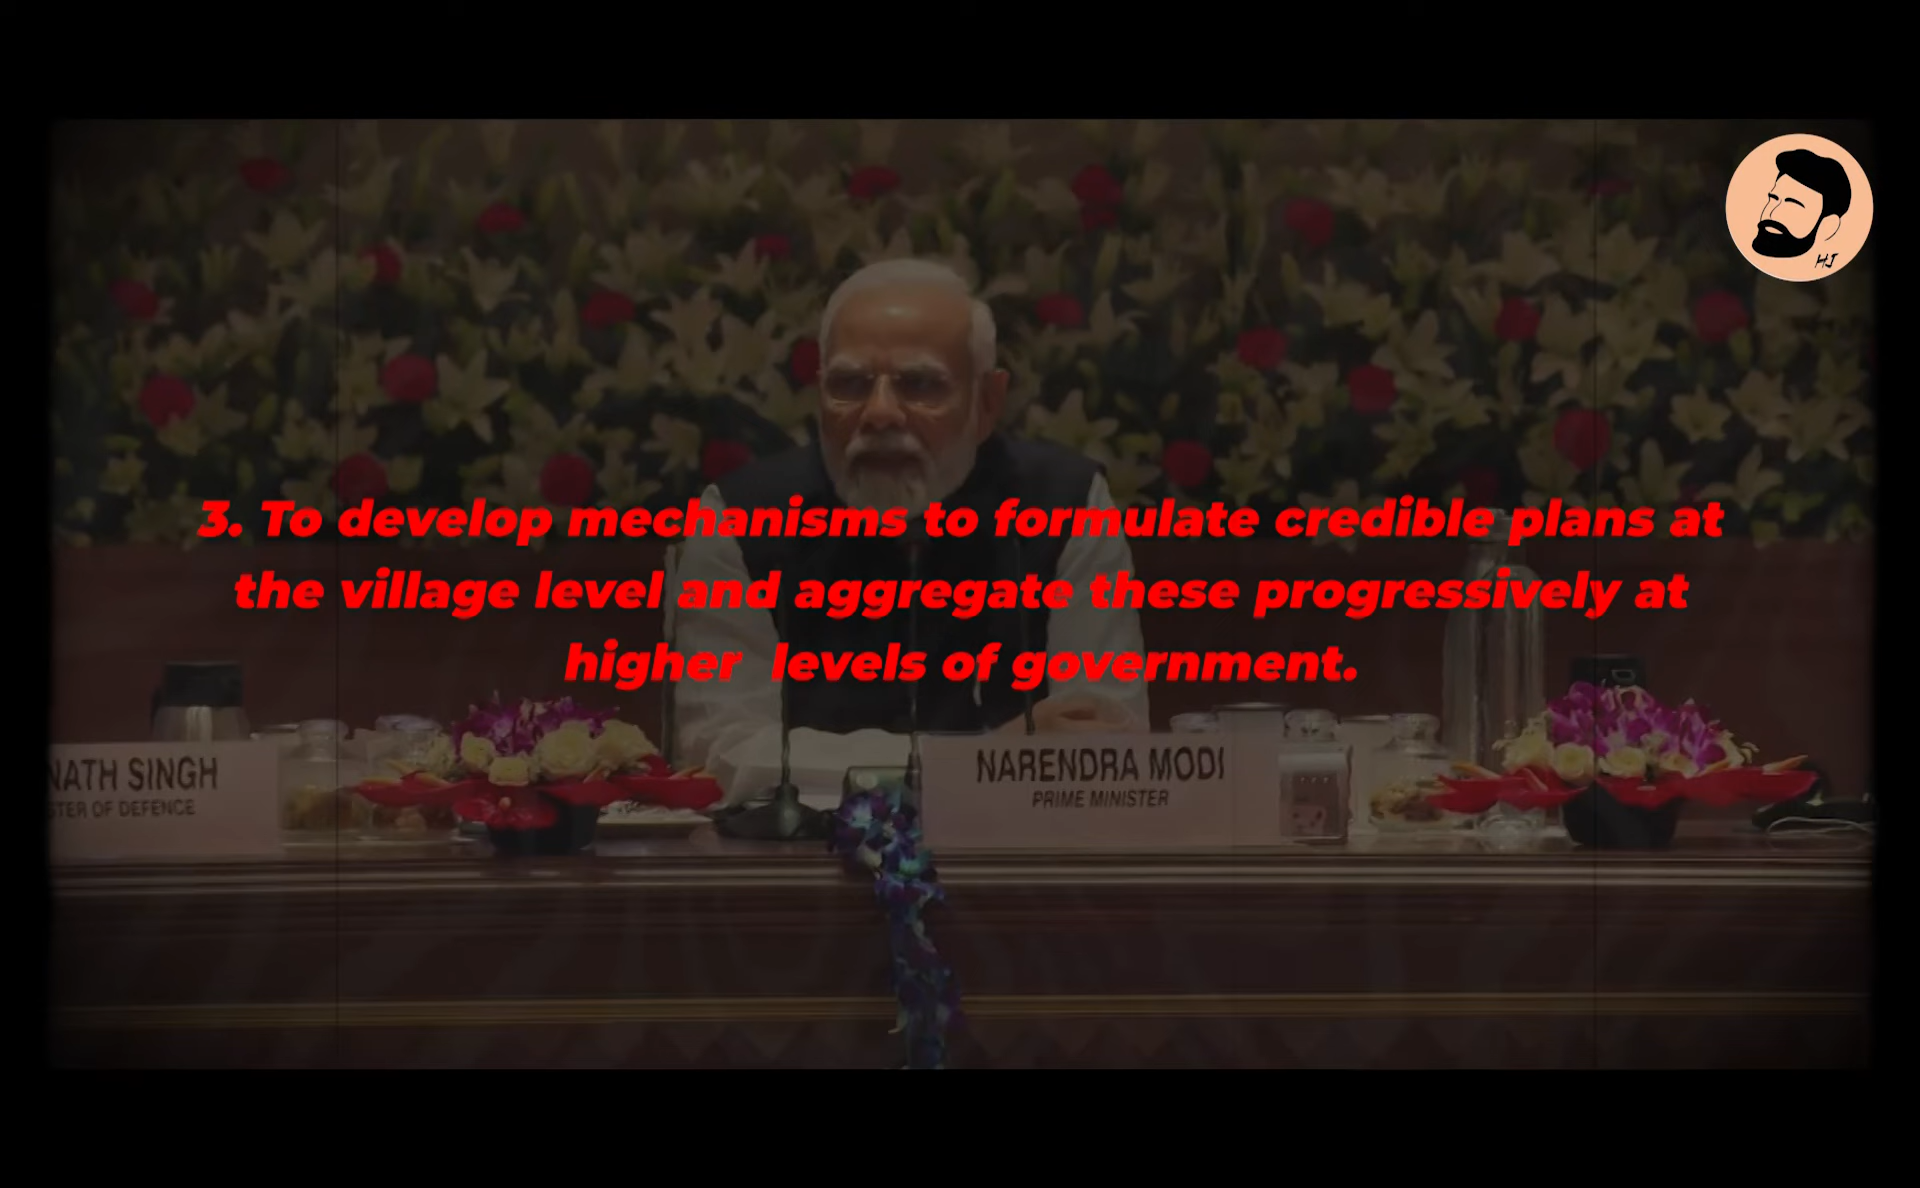 HJ
3. To develop mechanisms to formulate credible plans at
the village level and aggregate these progressively at
higher levels of government.
NATH SINGH
STER OF DEFENCE
NARENDRA MODI
PRIME MINISTER